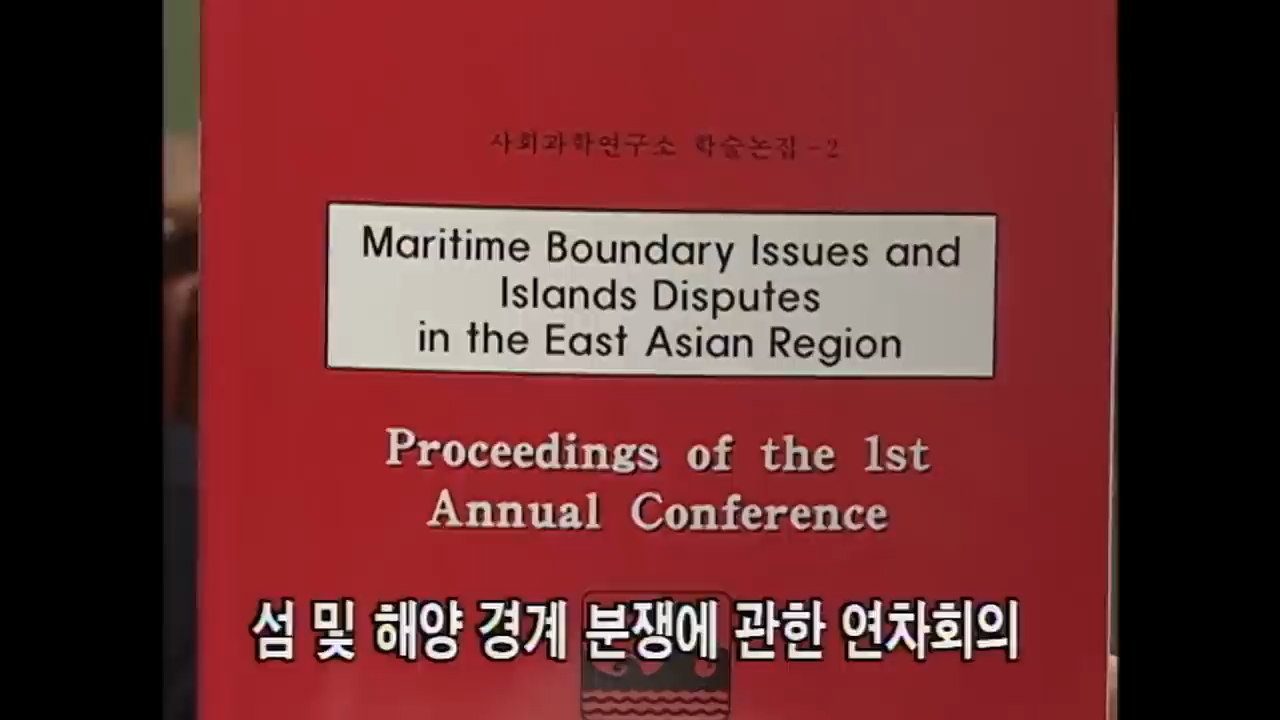 사회과학연구소 학술논집 - 2
Maritime Boundary Issues and
Islands Disputes
in the East Asian Region
Proceedings of the 1st
Annual Conference
섬 및 해양 경계 분쟁에 관한 연차회의